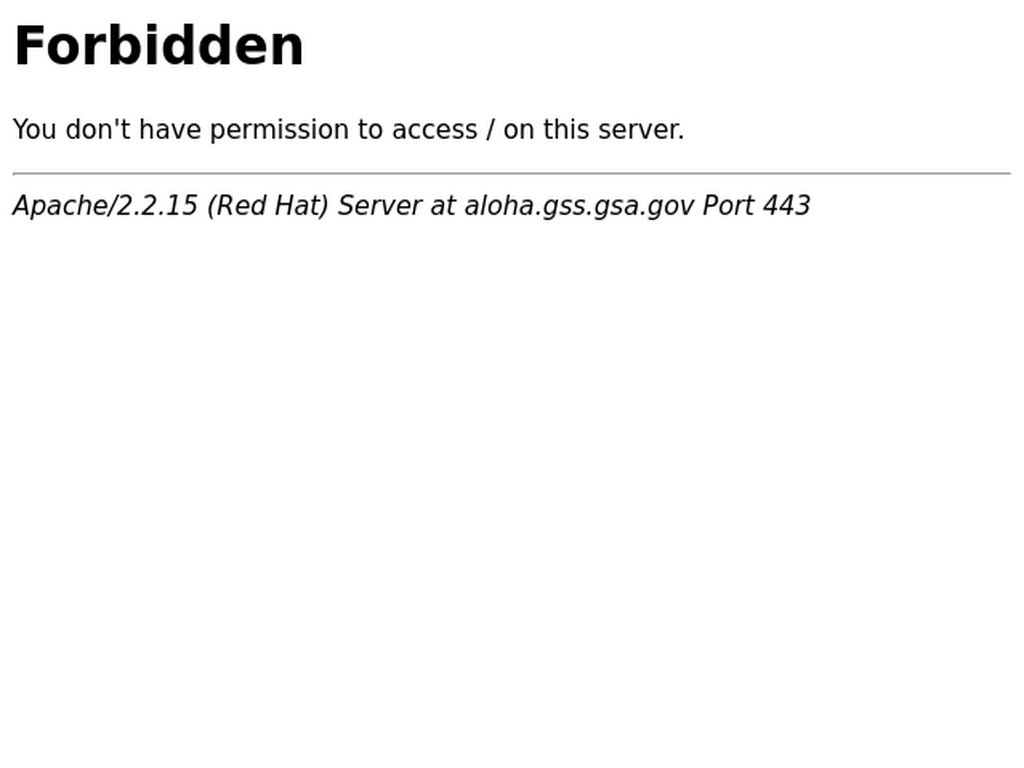 Forbidden
You don't have permission to access / on this server.
Apache/2.2.15 (Red Hat) Server at aloha.gss.gsa.gov Port 443